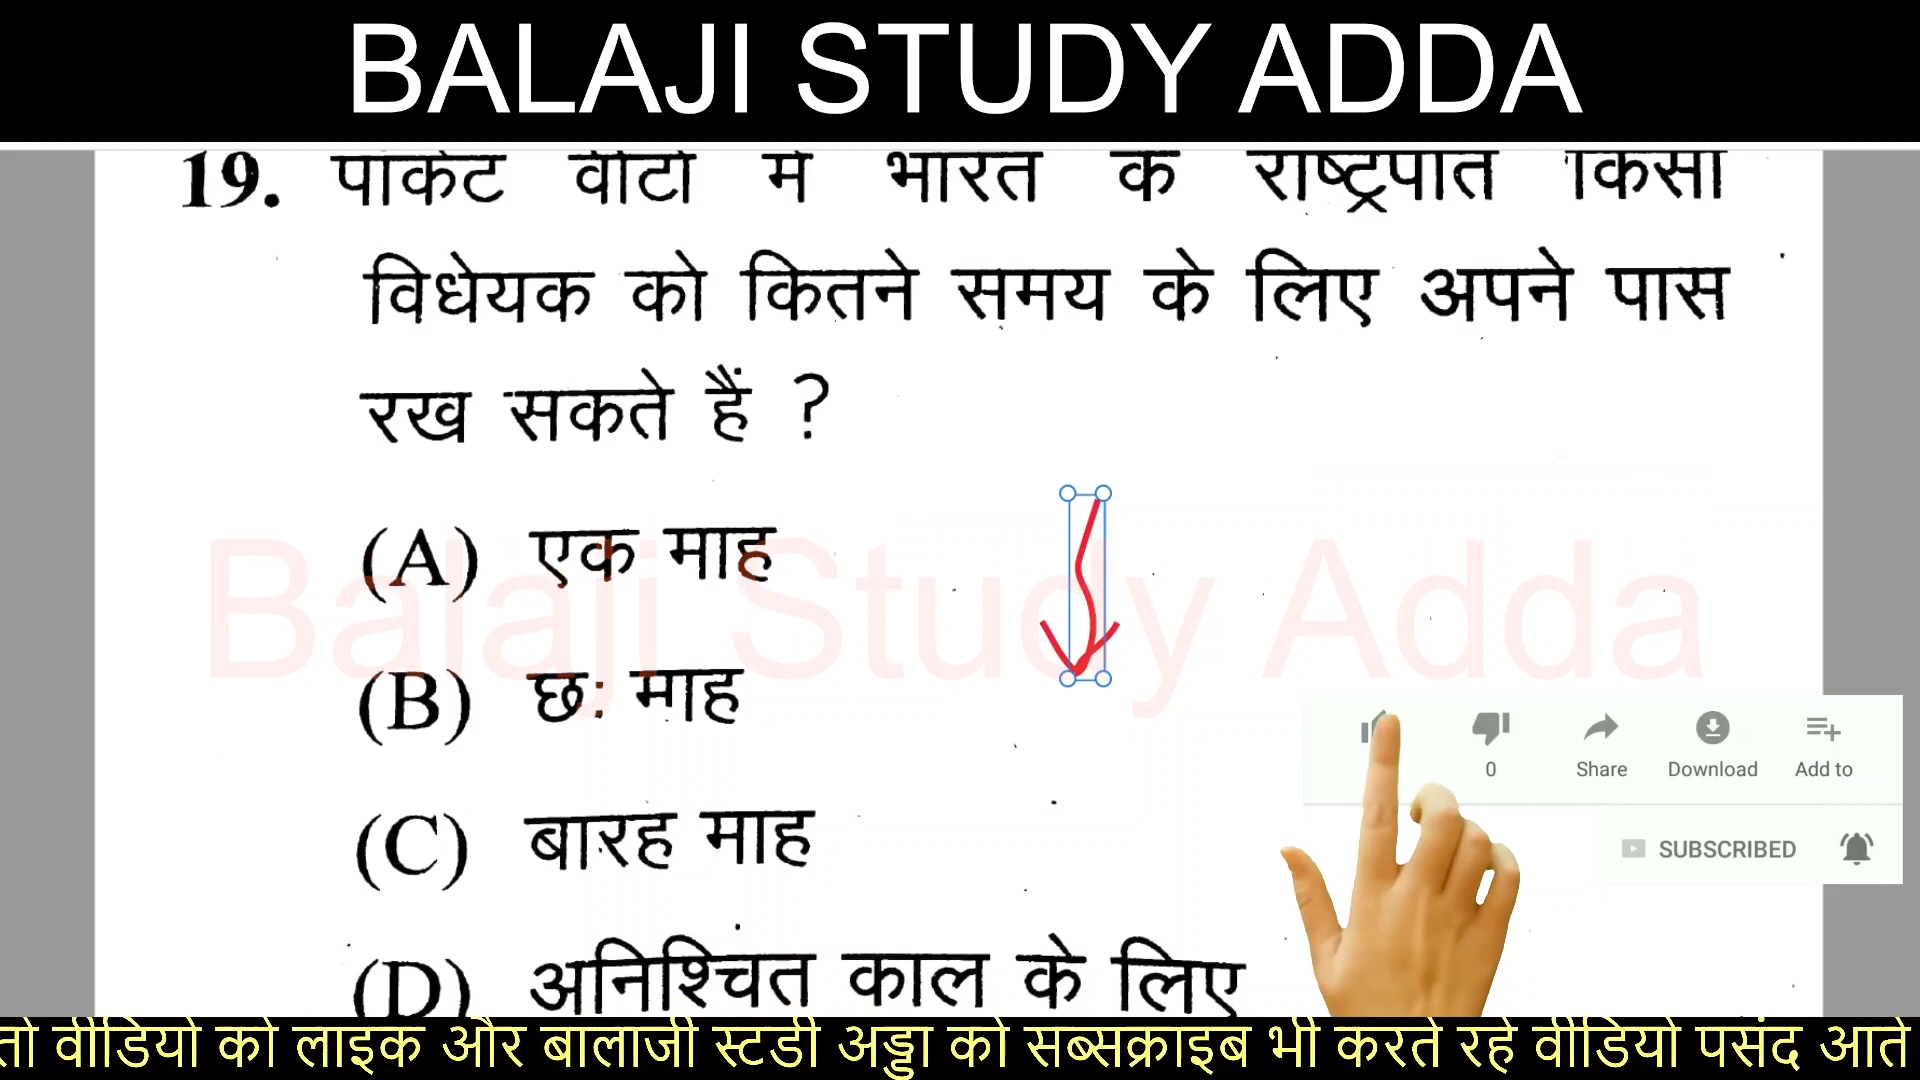 BALAJI STUDY ADDA
19. पॉकेट वीटो में भारत के राष्ट्रपति किसी
विधेयक को कितने समय के लिए अपने पास
रख सकते हैं ?
(A) एक माह
(B) छः माह
(C) बारह माह
(D) अनिश्चित काल के लिए
Balaji Study Adda
0 Share Download Add to
SUBSCRIBED
तो वीडियो को लाइक और बालाजी स्टडी अड्डा को सब्सक्राइब भी करते रहे वीडियो पसंद आते